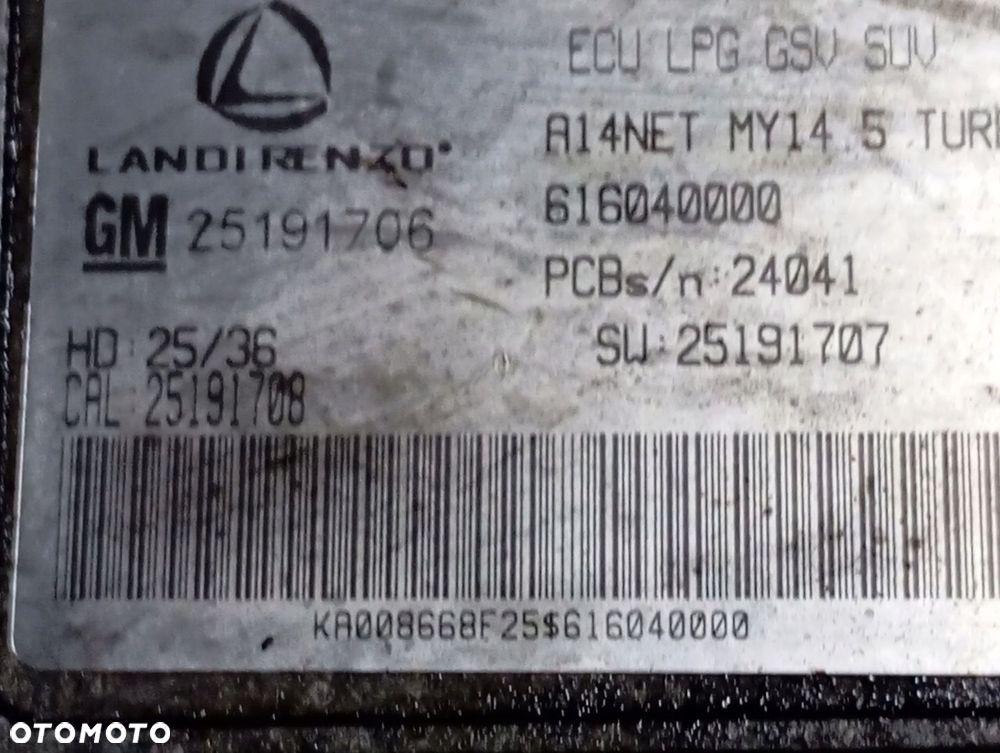 ECU LPG GSV SUV
A14NET MY14.5 TUR
LANDIRENZO
GM 25191706
616040000
PCBs/n:24041
HD:25/36
SW:25191707
CAL:25191708
KA008668F25$616040000
OTOMOTO